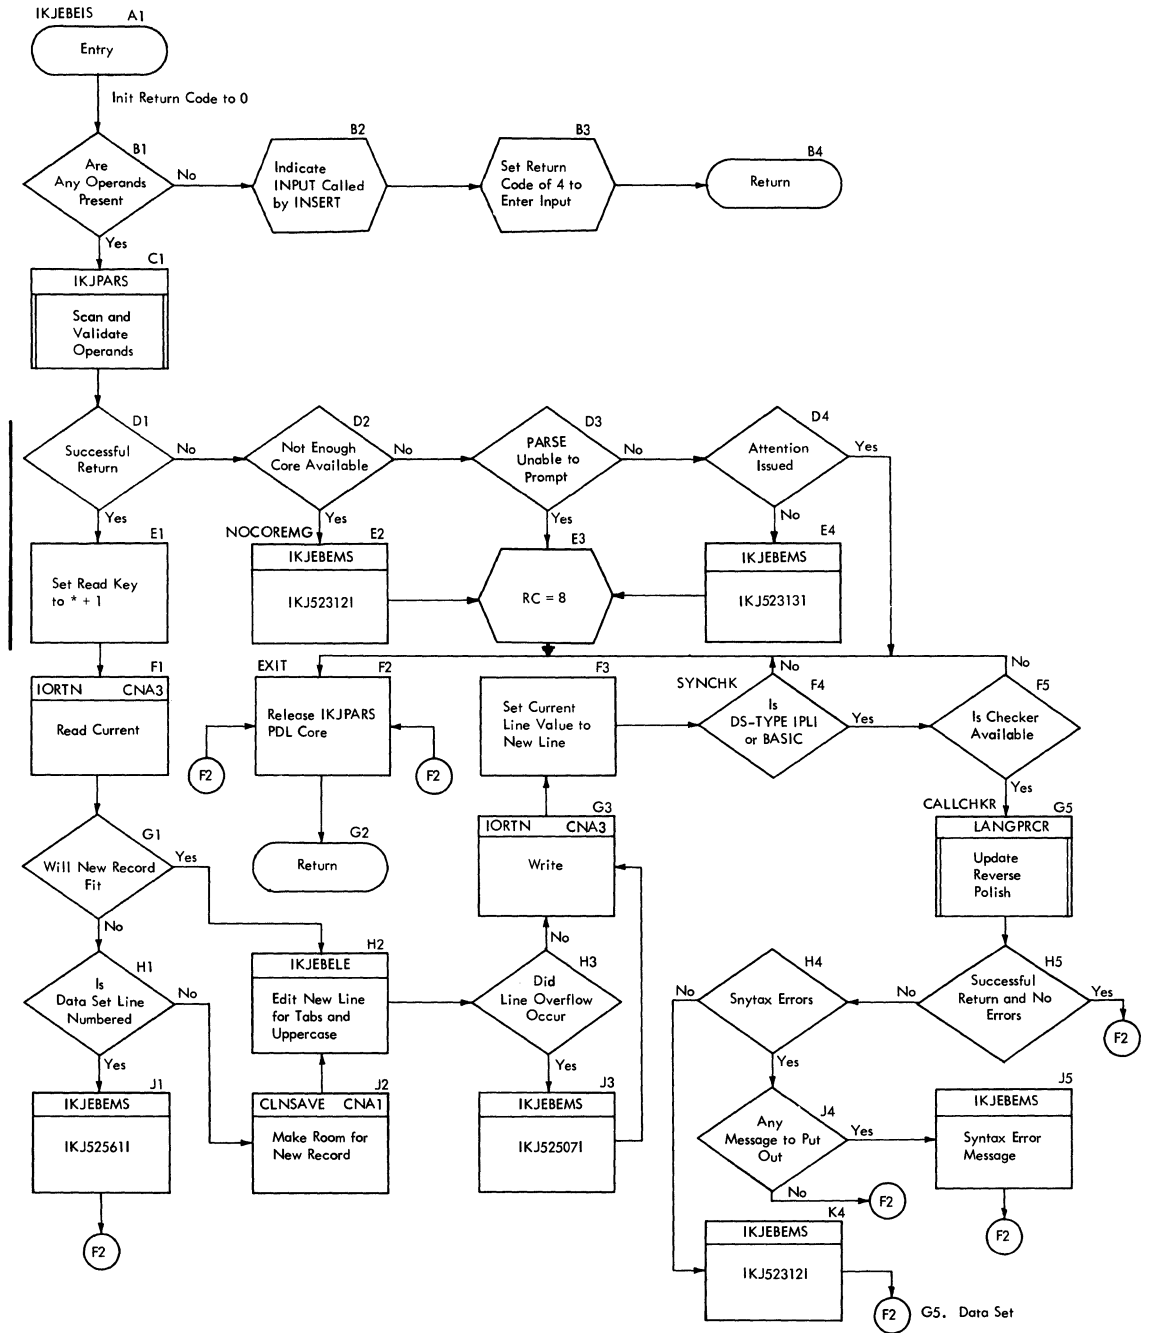 IKJEBEIS A1
Entry
Init Return Code to 0
B1
Are
Any Operands
Present
No
Yes
B2
Indicate
INPUT Called
by INSERT
B3
Set Return
Code of 4 to
Enter Input
B4
Return
C1
IKJPARS
Scan and
Validate
Operands
D1
Successful
Return
No
Yes
D2
Not Enough
Core Available
No
Yes
D3
PARSE
Unable to
Prompt
No
Yes
D4
Attention
Issued
Yes
No
E1
Set Read Key
to * + 1
NOCOREMG
E2
IKJEBEMS
IKJ52312I
E3
RC = 8
E4
IKJEBEMS
IKJ52313I
F1
IORTN CNA3
Read Current
EXIT F2
Release IKJPARS
PDL Core
F2
F2
F3
Set Current
Line Value to
New Line
SYNCHK
No
F4
Is
DS-TYPE IPLI
or BASIC
Yes
No
F5
Is Checker
Available
Yes
G1
Will New Record
Fit
Yes
No
G2
Return
G3
IORTN CNA3
Write
CALLCHKR
G5
LANGPRCR
Update
Reverse
Polish
H1
Is
Data Set Line
Numbered
No
Yes
H2
IKJEBELE
Edit New Line
for Tabs and
Uppercase
No
H3
Did
Line Overflow
Occur
Yes
H4
Snytax Errors
No
Yes
H5
Successful
Return and No
Errors
No
Yes
F2
J1
IKJEBEMS
IKJ52561I
F2
J2
CLNSAVE CNA1
Make Room for
New Record
J3
IKJEBEMS
IKJ52507I
J4
Any
Message to Put
Out
Yes
No
F2
J5
IKJEBEMS
Syntax Error
Message
F2
K4
IKJEBEMS
IKJ52312I
F2
G5. Data Set